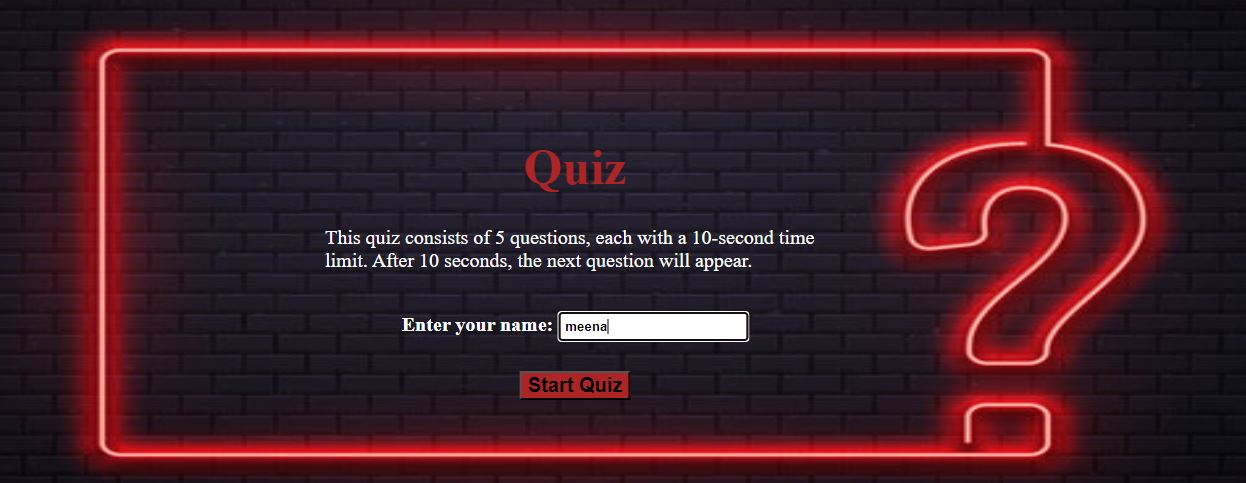 Quiz
This quiz consists of 5 questions, each with a 10-second time
limit. After 10 seconds, the next question will appear.
Enter your name: meena
Start Quiz